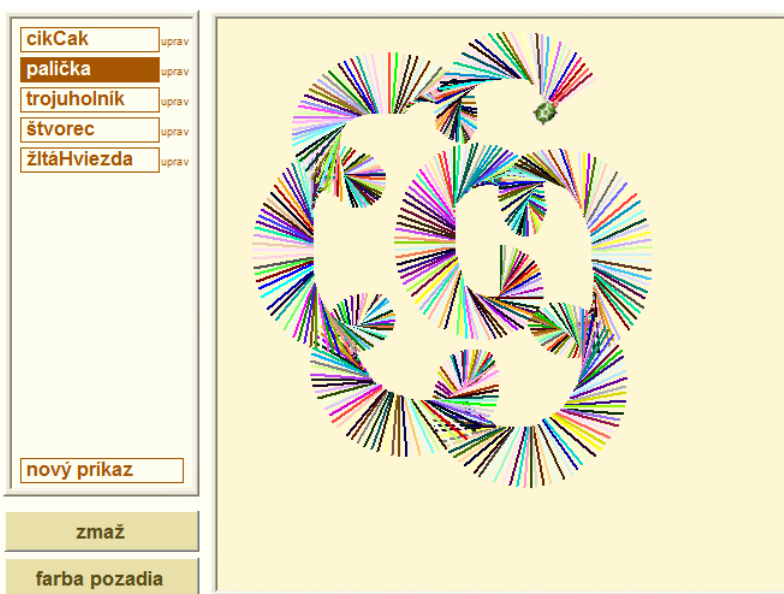 cikCak
uprav
palička
uprav
trojuholník
uprav
štvorec
uprav
žltáHviezda
uprav
nový príkaz
zmaž
farba pozadia